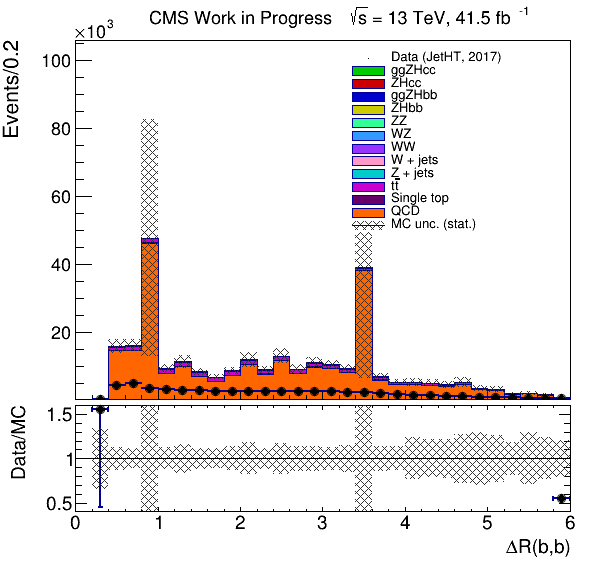 CMS Work in Progress √s = 13 TeV, 41.5 fb⁻¹
×10³
Events/0.2
100
80
60
40
20
Data (JetHT, 2017)
ggZHcc
ZHcc
ggZHbb
ZHbb
ZZ
WZ
WW
W + jets
Z + jets
tt̅
Single top
QCD
MC unc. (stat.)
Data/MC
1.5
1
0.5
0 1 2 3 4 5 6
ΔR(b,b)